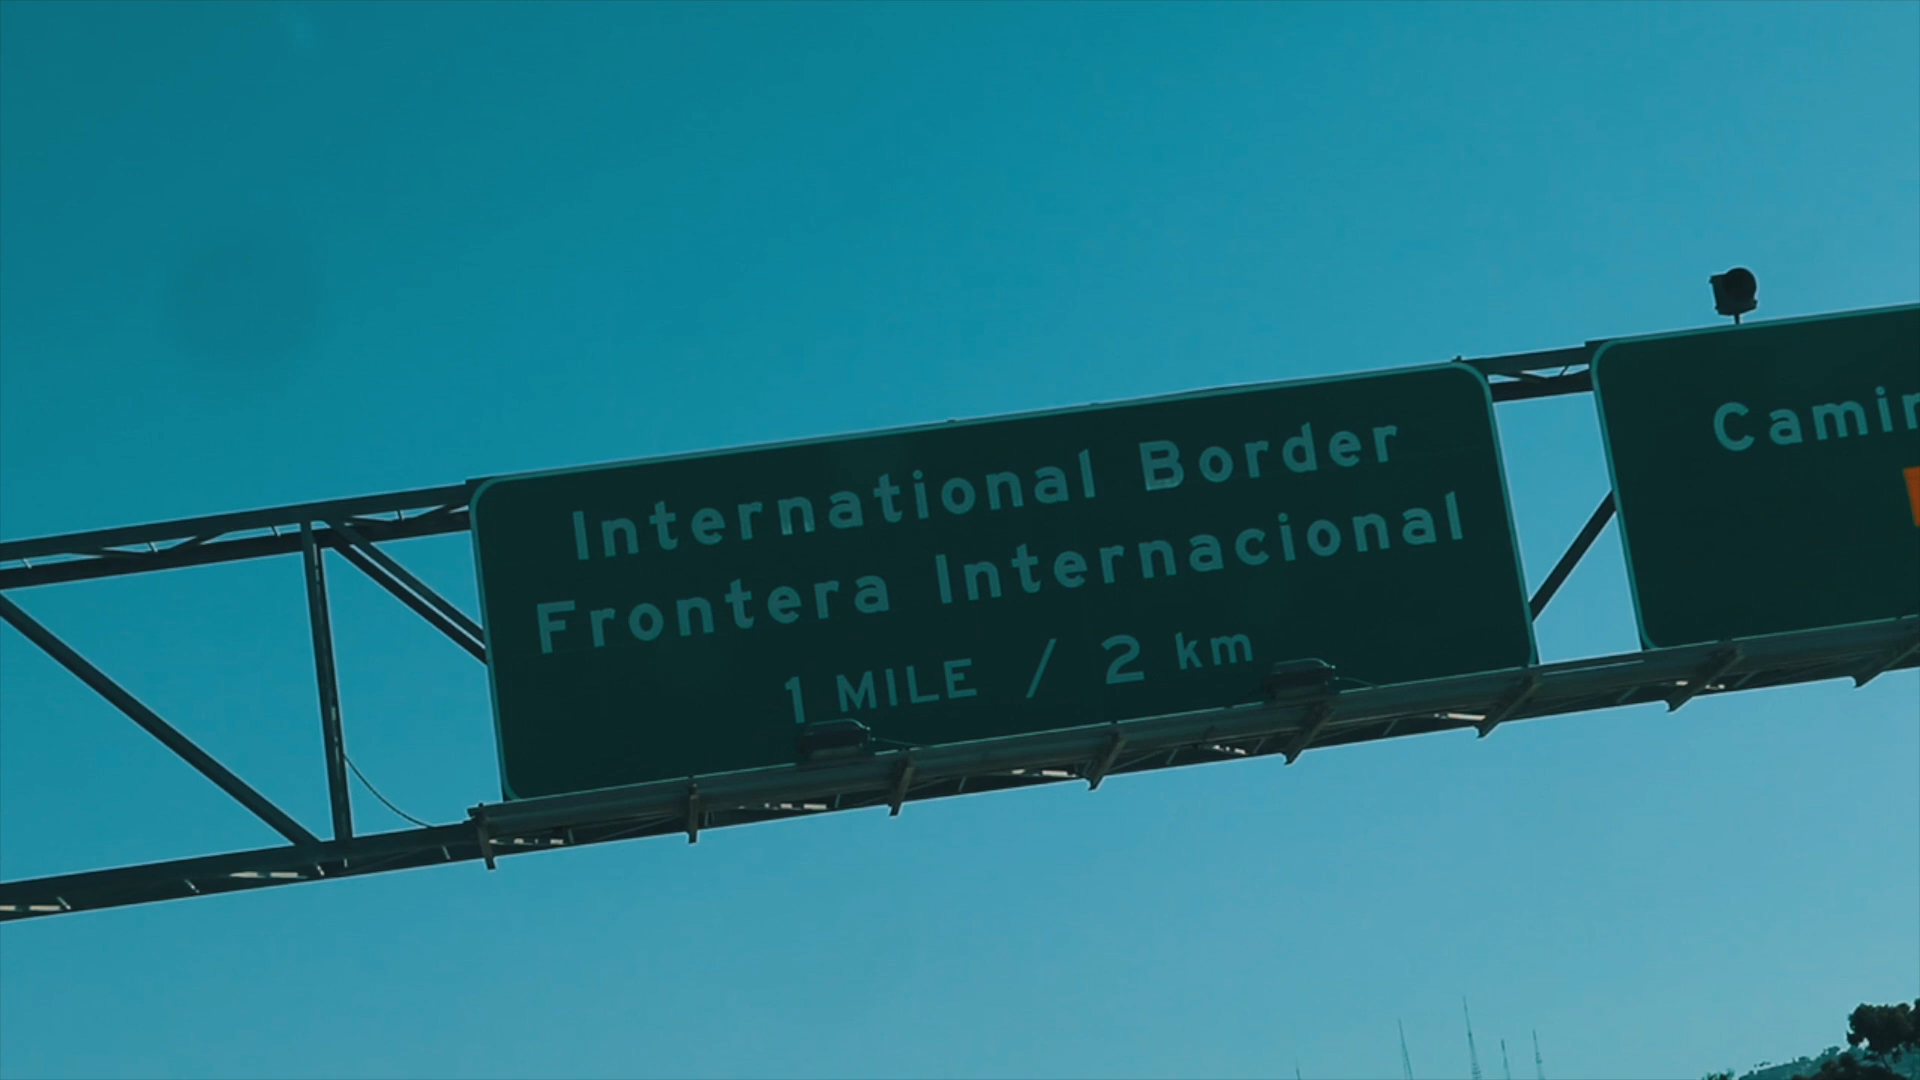 International Border
Frontera Internacional
1 MILE / 2 km